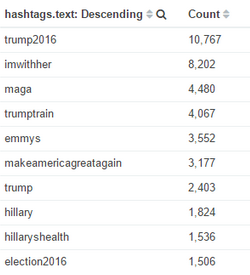 hashtags.text: Descending Count
trump2016 10,767
imwithher 8,202
maga 4,480
trumptrain 4,067
emmys 3,552
makeamericagreatagain 3,177
trump 2,403
hillary 1,824
hillaryshealth 1,536
election2016 1,506